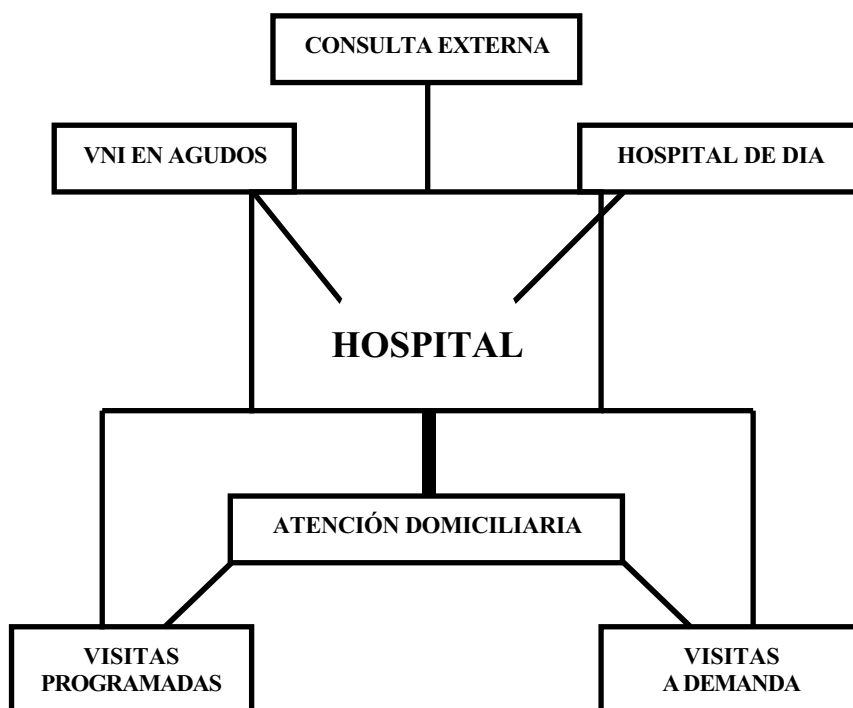 CONSULTA EXTERNA
VNI EN AGUDOS
HOSPITAL DE DIA
HOSPITAL
ATENCIÓN DOMICILIARIA
VISITAS
PROGRAMADAS
VISITAS
A DEMANDA